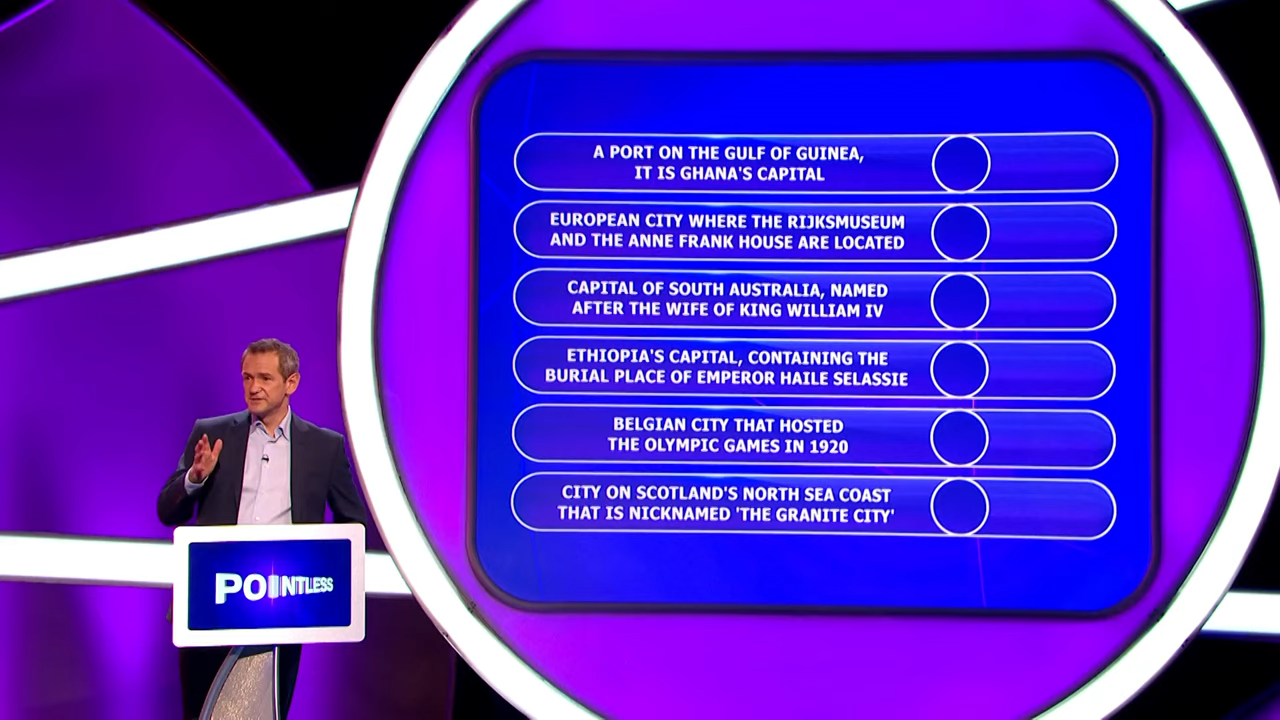 A PORT ON THE GULF OF GUINEA,
IT IS GHANA'S CAPITAL
EUROPEAN CITY WHERE THE RIJKSMUSEUM
AND THE ANNE FRANK HOUSE ARE LOCATED
CAPITAL OF SOUTH AUSTRALIA, NAMED
AFTER THE WIFE OF KING WILLIAM IV
ETHIOPIA'S CAPITAL, CONTAINING THE
BURIAL PLACE OF EMPEROR HAILE SELASSIE
BELGIAN CITY THAT HOSTED
THE OLYMPIC GAMES IN 1920
CITY ON SCOTLAND'S NORTH SEA COAST
THAT IS NICKNAMED 'THE GRANITE CITY'
POINTLESS